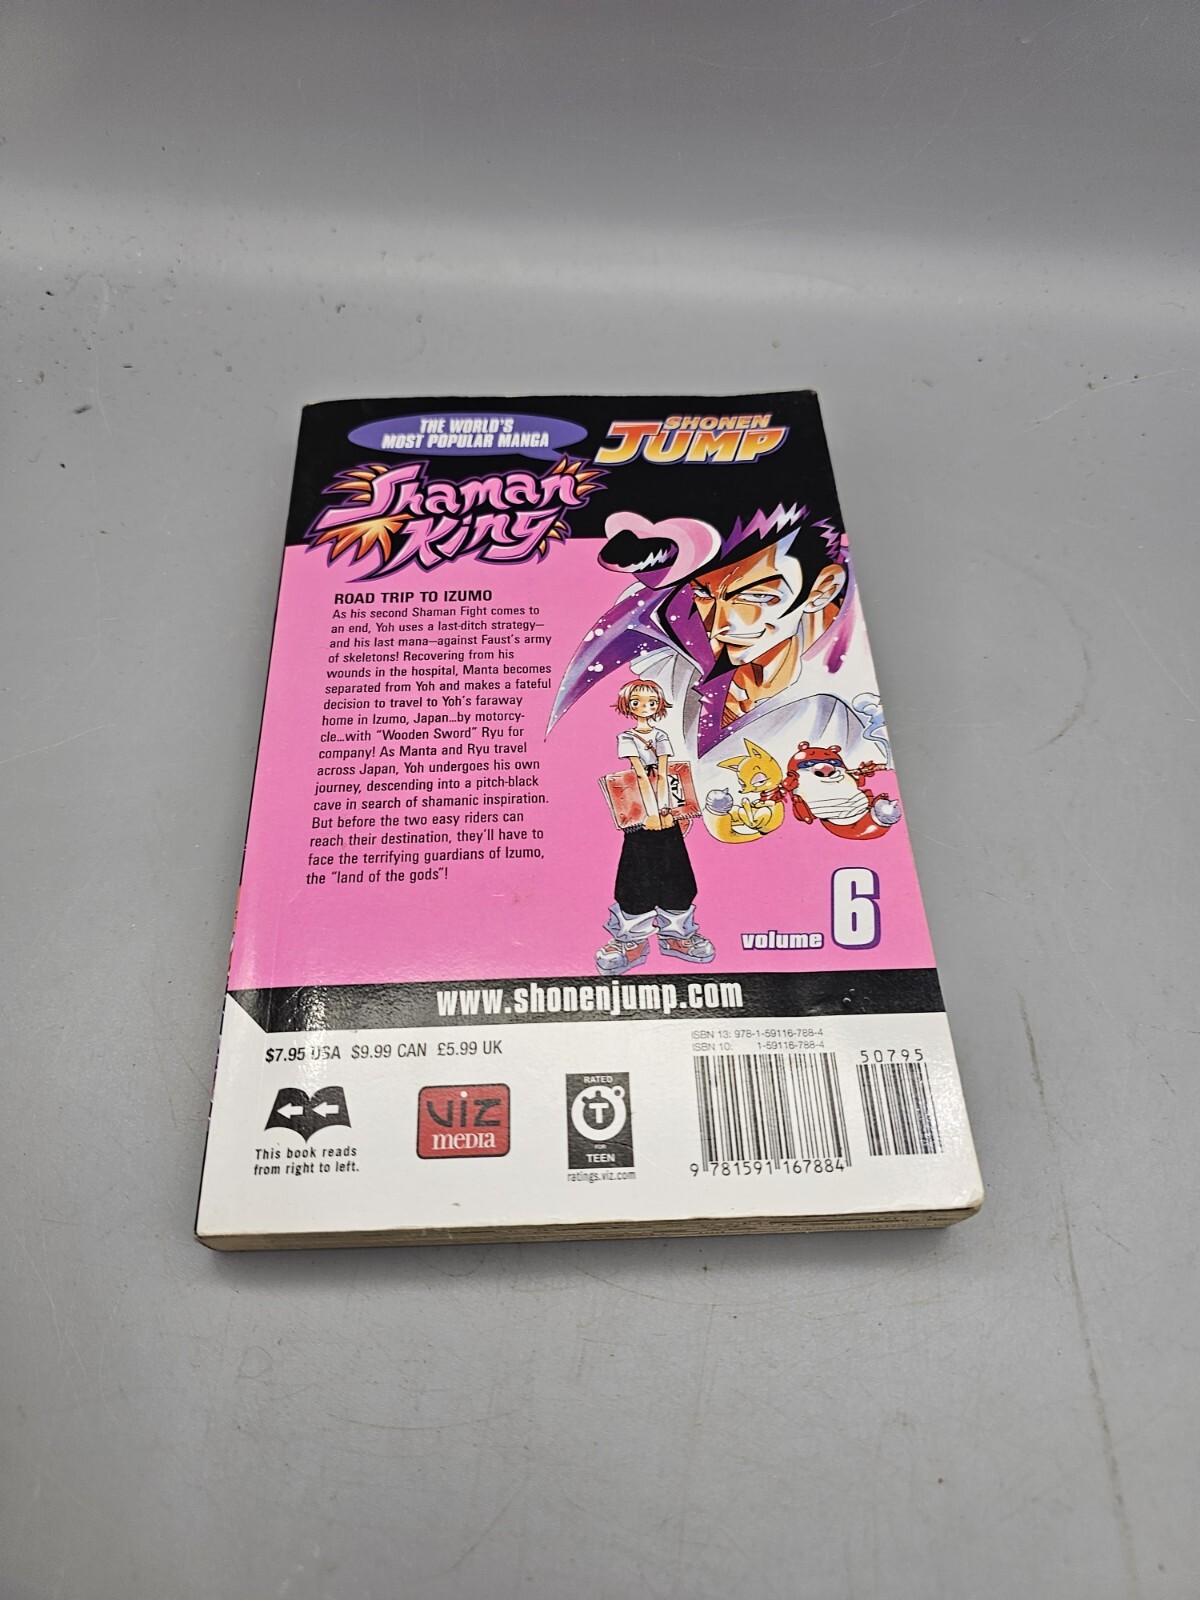 THE WORLD'S
MOST POPULAR MANGA
SHONEN
JUMP
Shaman
King
ROAD TRIP TO IZUMO
As his second Shaman Fight comes to
an end, Yoh uses a last-ditch strategy—
and his last mana—against Faust's army
of skeletons! Recovering from his
wounds in the hospital, Manta becomes
separated from Yoh and makes a fateful
decision to travel to Yoh's faraway
home in Izumo, Japan...by motorcy-
cle...with "Wooden Sword" Ryu for
company! As Manta and Ryu travel
across Japan, Yoh undergoes his own
journey, descending into a pitch-black
cave in search of shamanic inspiration.
But before the two easy riders can
reach their destination, they'll have to
face the terrifying guardians of Izumo,
the "land of the gods"!
volume 6
www.shonenjump.com
$7.95 USA $9.99 CAN £5.99 UK
This book reads
from right to left.
VIZ
MEDIA
RATED
T
FOR
TEEN
ratings.viz.com
ISBN 13: 978-1-59116-788-4
ISBN 10: 1-59116-788-4
50795
9 781591 167884